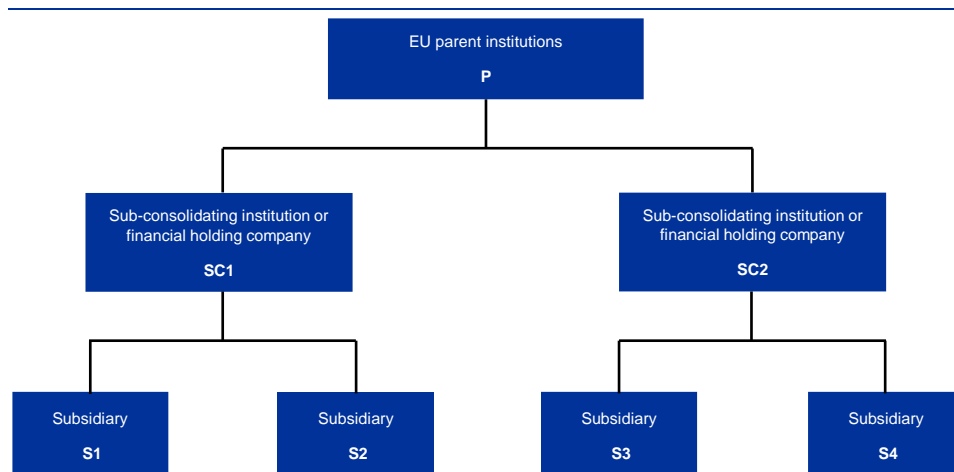 EU parent institutions
P
Sub-consolidating institution or
financial holding company
SC1
Sub-consolidating institution or
financial holding company
SC2
Subsidiary
S1
Subsidiary
S2
Subsidiary
S3
Subsidiary
S4